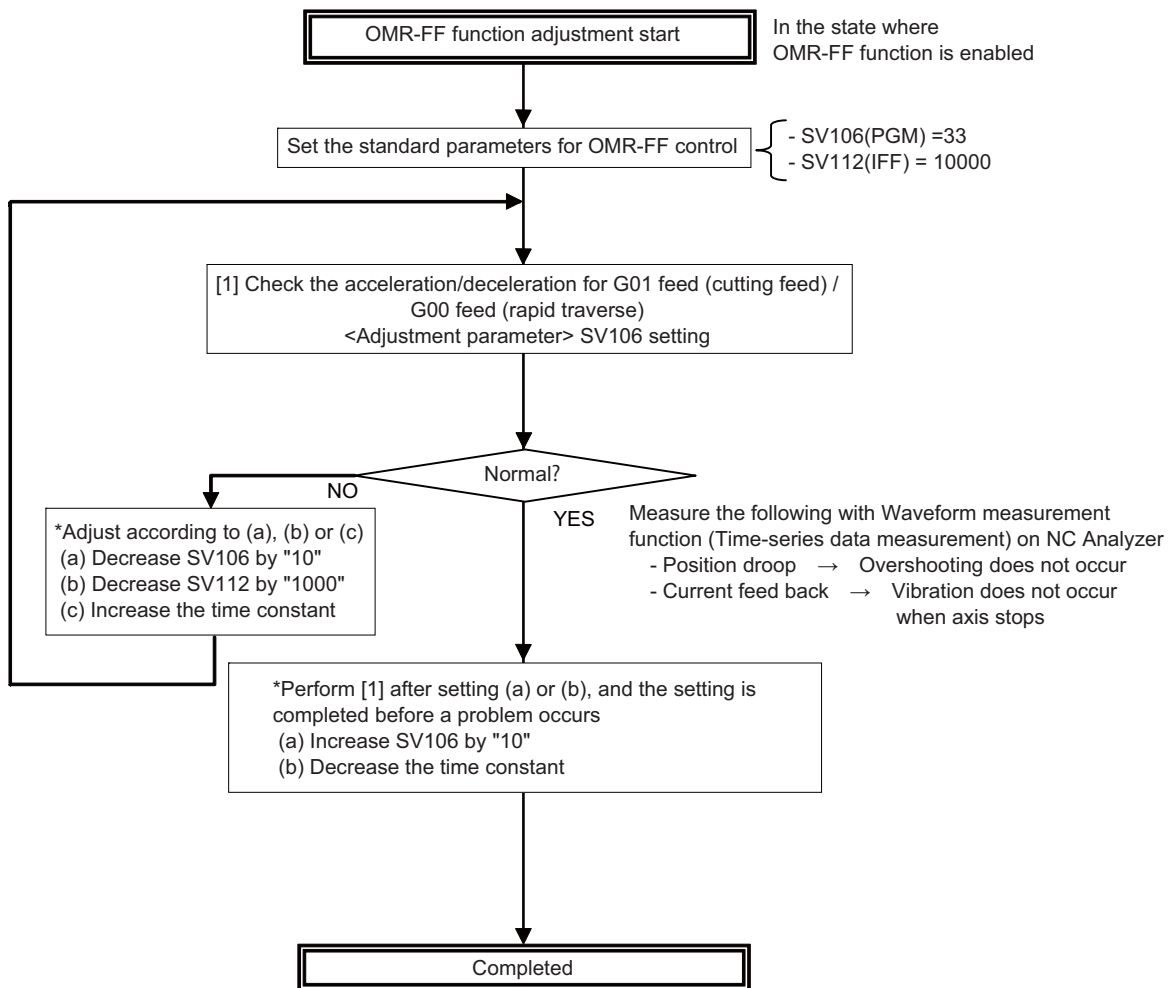 OMR-FF function adjustment start
In the state where
OMR-FF function is enabled
Set the standard parameters for OMR-FF control
- SV106(PGM) =33
- SV112(IFF) = 10000
[1] Check the acceleration/deceleration for G01 feed (cutting feed) /
G00 feed (rapid traverse)
<Adjustment parameter> SV106 setting
Normal?
NO
YES
*Adjust according to (a), (b) or (c)
(a) Decrease SV106 by "10"
(b) Decrease SV112 by "1000"
(c) Increase the time constant
Measure the following with Waveform measurement
function (Time-series data measurement) on NC Analyzer
- Position droop → Overshooting does not occur
- Current feed back → Vibration does not occur
when axis stops
*Perform [1] after setting (a) or (b), and the setting is
completed before a problem occurs
(a) Increase SV106 by "10"
(b) Decrease the time constant
Completed